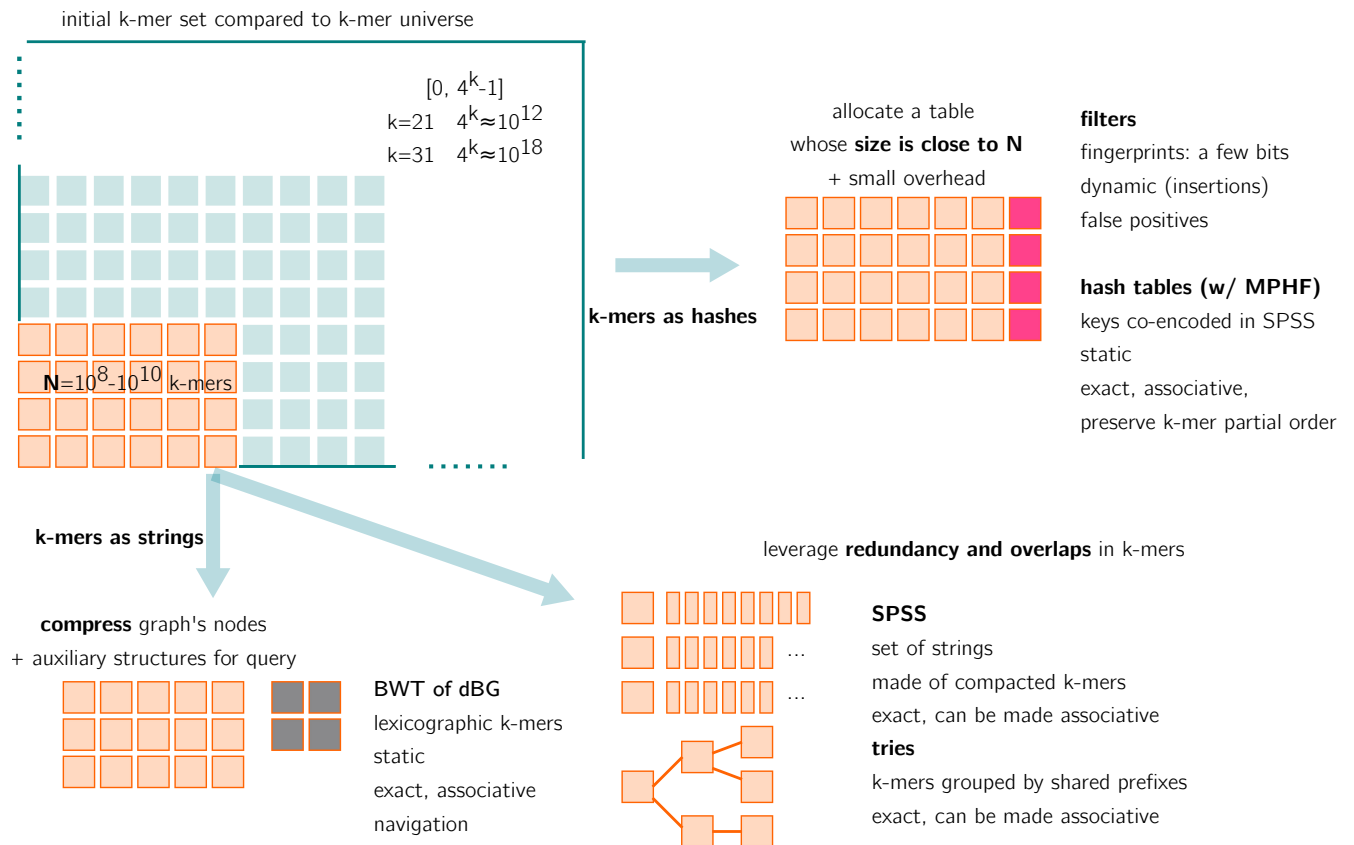 initial k-mer set compared to k-mer universe
[0, 4^k-1]
k=21 4^k≈10^12
k=31 4^k≈10^18
N=10^8-10^10 k-mers
k-mers as hashes
allocate a table
whose size is close to N
+ small overhead
filters
fingerprints: a few bits
dynamic (insertions)
false positives
hash tables (w/ MPHF)
keys co-encoded in SPSS
static
exact, associative,
preserve k-mer partial order
k-mers as strings
compress graph's nodes
+ auxiliary structures for query
BWT of dBG
lexicographic k-mers
static
exact, associative
navigation
leverage redundancy and overlaps in k-mers
SPSS
set of strings
...
made of compacted k-mers
...
exact, can be made associative
tries
k-mers grouped by shared prefixes
exact, can be made associative